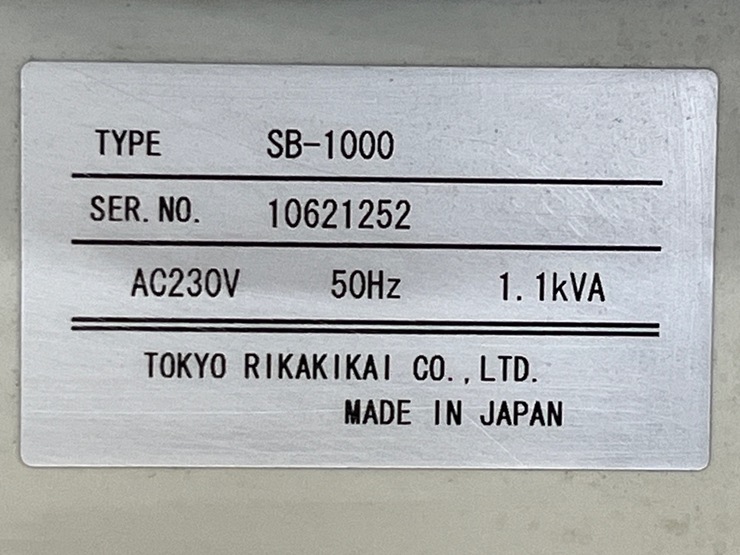 TYPE SB-1000
SER. NO. 10621252
AC230V 50Hz 1.1kVA
TOKYO RIKAKIKAI CO.,LTD.
MADE IN JAPAN